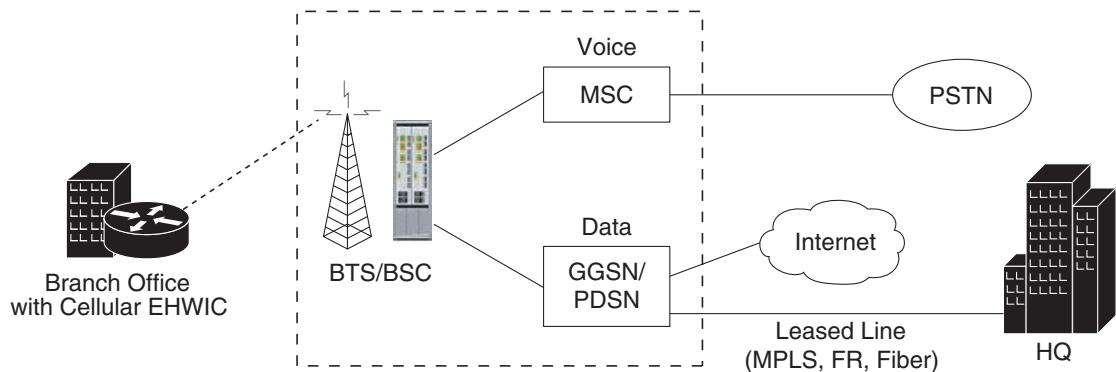 Voice
MSC
PSTN
Data
GGSN/
PDSN
Internet
BTS/BSC
Branch Office
with Cellular EHWIC
Leased Line
(MPLS, FR, Fiber)
HQ